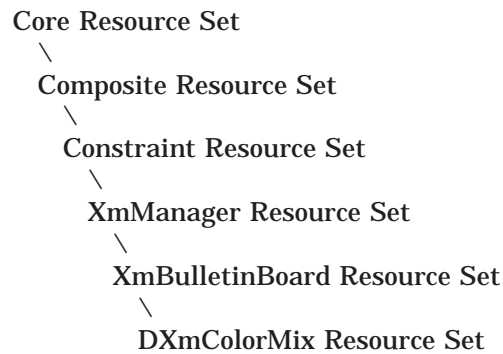 Core Resource Set
\
Composite Resource Set
\
Constraint Resource Set
\
XmManager Resource Set
\
XmBulletinBoard Resource Set
\
DXmColorMix Resource Set